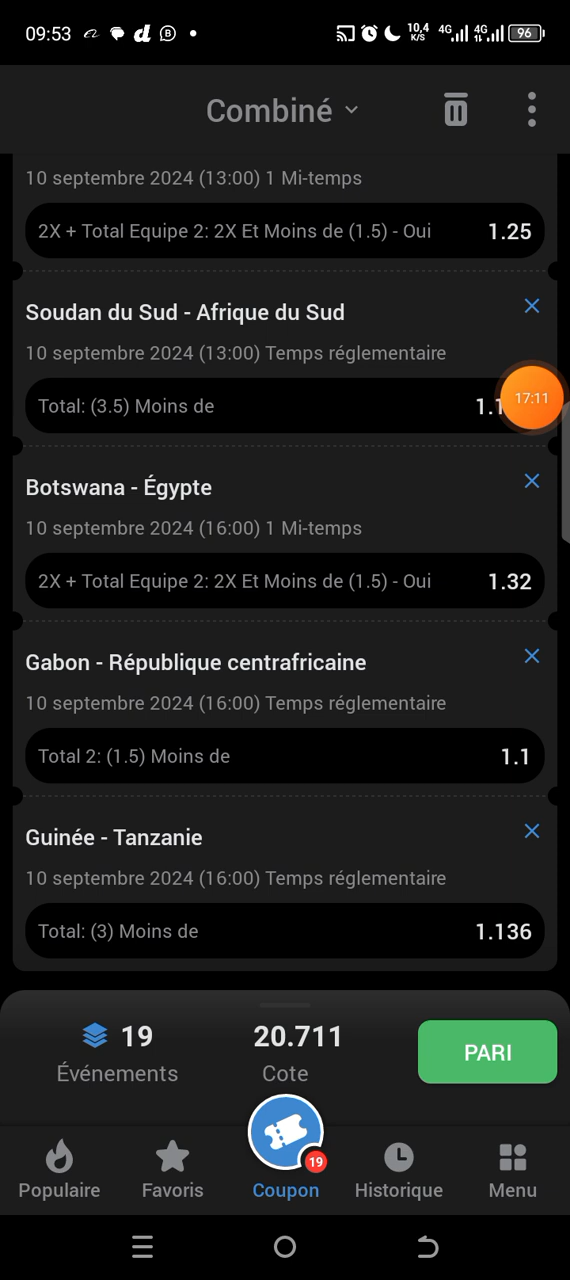 09:53
10,4 K/S 4G 4G 96
Combiné
10 septembre 2024 (13:00) 1 Mi-temps
2X + Total Equipe 2: 2X Et Moins de (1.5) - Oui 1.25
Soudan du Sud - Afrique du Sud
10 septembre 2024 (13:00) Temps réglementaire
17:11
Total: (3.5) Moins de
Botswana - Égypte
10 septembre 2024 (16:00) 1 Mi-temps
2X + Total Equipe 2: 2X Et Moins de (1.5) - Oui 1.32
Gabon - République centrafricaine
10 septembre 2024 (16:00) Temps réglementaire
Total 2: (1.5) Moins de 1.1
Guinée - Tanzanie
10 septembre 2024 (16:00) Temps réglementaire
Total: (3) Moins de 1.136
19 20.711
Événements Cote
PARI
19
Populaire Favoris Coupon Historique Menu